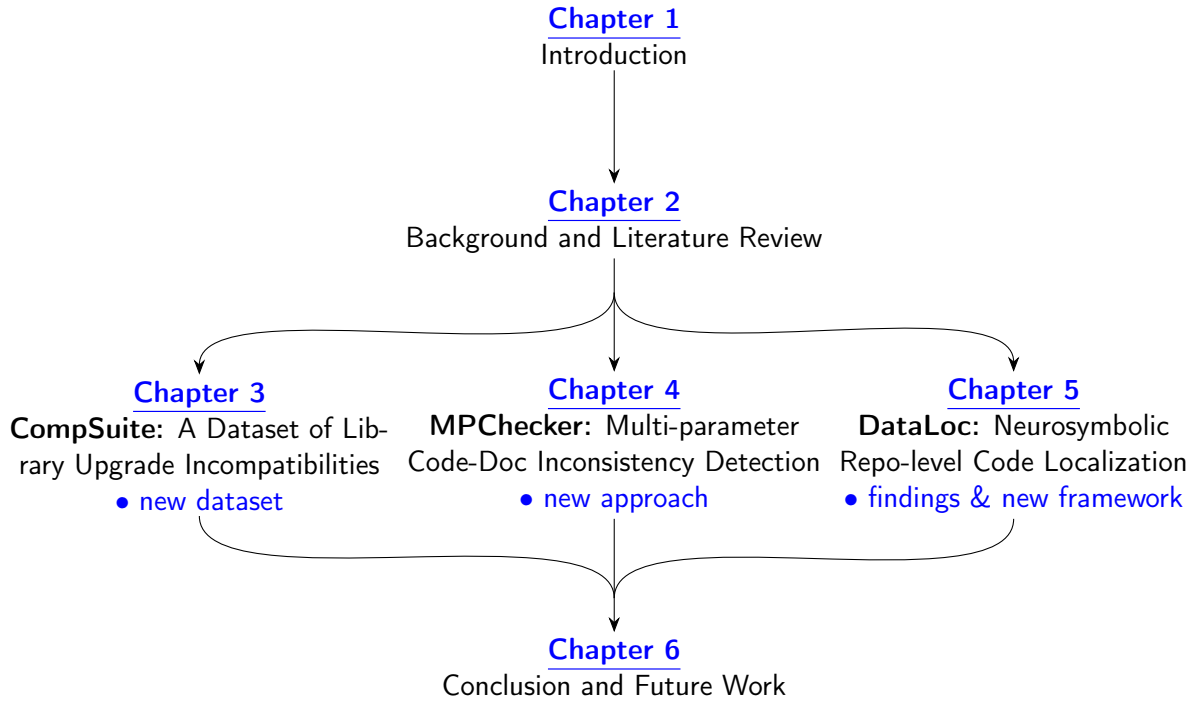 Chapter 1
Introduction
Chapter 2
Background and Literature Review
Chapter 3
CompSuite: A Dataset of Lib-
rary Upgrade Incompatibilities
• new dataset
Chapter 4
MPChecker: Multi-parameter
Code-Doc Inconsistency Detection
• new approach
Chapter 5
DataLoc: Neurosymbolic
Repo-level Code Localization
• findings & new framework
Chapter 6
Conclusion and Future Work